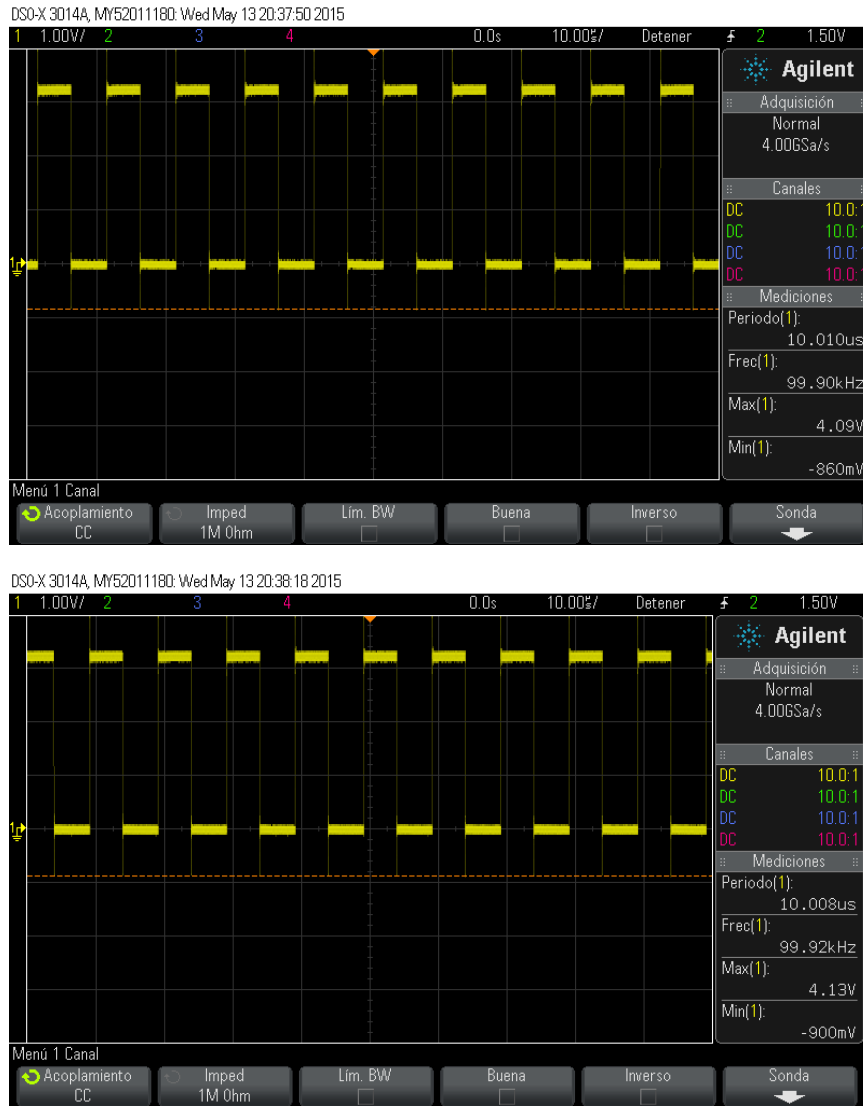 DSO-X 3014A, MY52011180: Wed May 13 20:37:50 2015
1 1.00V/ 2 3 4 0.0s 10.00µs/ Detener 2 1.50V
Agilent
Adquisición
Normal
4.00GSa/s
Canales
DC 10.0:1
DC 10.0:1
DC 10.0:1
DC 10.0:1
Mediciones
Periodo(1):
10.010us
Frec(1):
99.90kHz
Max(1):
4.09V
Min(1):
-860mV
Menú 1 Canal
Acoplamiento
CC
Imped
1M Ohm
Lím. BW
Buena
Inverso
Sonda
DSO-X 3014A, MY52011180: Wed May 13 20:38:18 2015
1 1.00V/ 2 3 4 0.0s 10.00µs/ Detener 2 1.50V
Agilent
Adquisición
Normal
4.00GSa/s
Canales
DC 10.0:1
DC 10.0:1
DC 10.0:1
DC 10.0:1
Mediciones
Periodo(1):
10.008us
Frec(1):
99.92kHz
Max(1):
4.13V
Min(1):
-900mV
Menú 1 Canal
Acoplamiento
CC
Imped
1M Ohm
Lím. BW
Buena
Inverso
Sonda